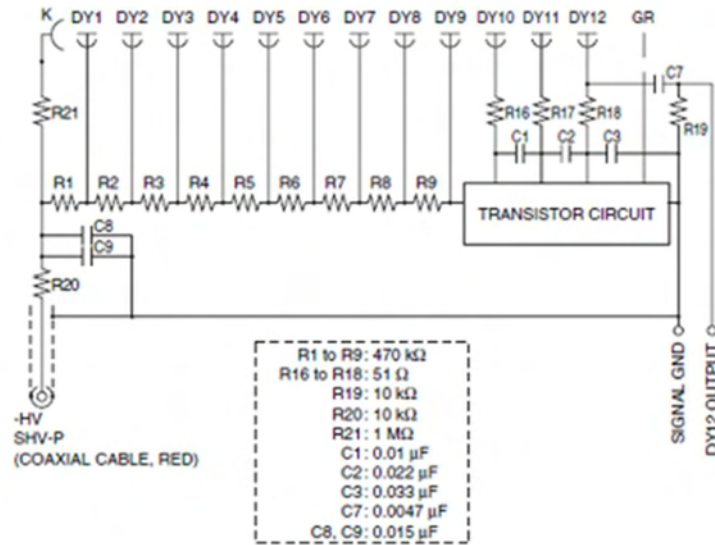 K DY1 DY2 DY3 DY4 DY5 DY6 DY7 DY8 DY9 DY10 DY11 DY12 GR
C7
R21 R16 R17 R18 R19
C1 C2 C3
R1 R2 R3 R4 R5 R6 R7 R8 R9
TRANSISTOR CIRCUIT
C8
C9
R20
R1 to R9: 470 kΩ
R16 to R18: 51 Ω
R19: 10 kΩ
R20: 10 kΩ
R21: 1 MΩ
C1: 0.01 µF
C2: 0.022 µF
C3: 0.033 µF
C7: 0.0047 µF
C8, C9: 0.015 µF
-HV
SHV-P
(COAXIAL CABLE, RED)
SIGNAL GND
DY12 OUTPUT